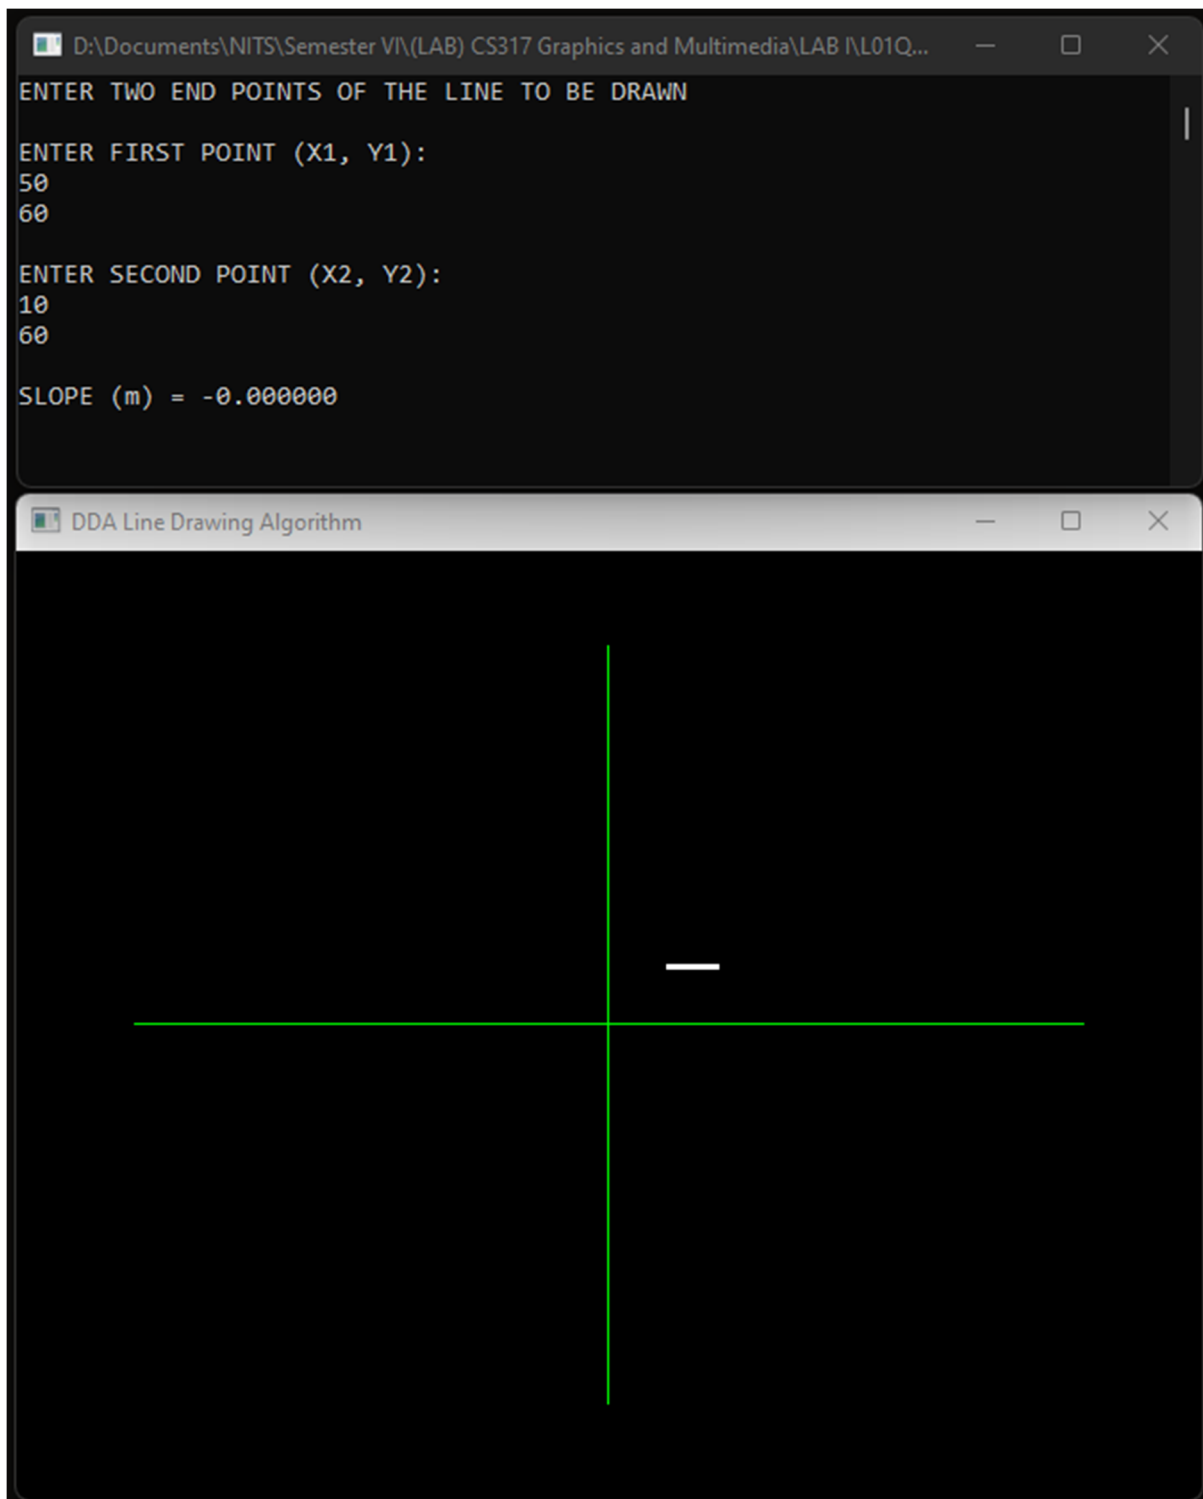 D:\Documents\NITS\Semester VI\(LAB) CS317 Graphics and Multimedia\LAB I\L01Q...
ENTER TWO END POINTS OF THE LINE TO BE DRAWN
ENTER FIRST POINT (X1, Y1):
50
60
ENTER SECOND POINT (X2, Y2):
10
60
SLOPE (m) = -0.000000
DDA Line Drawing Algorithm